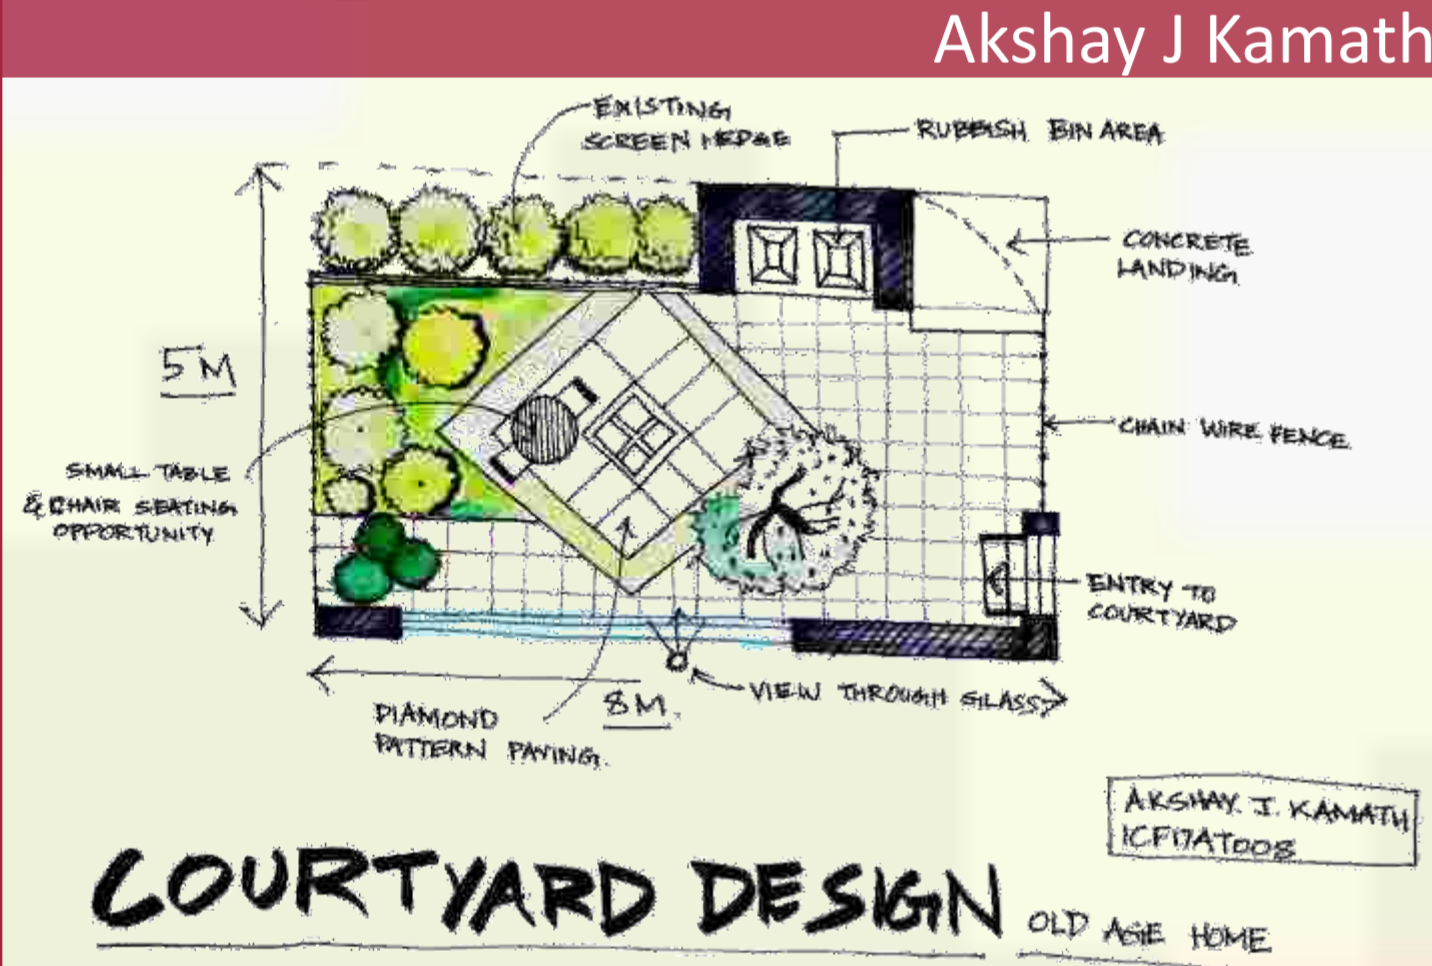 Akshay J Kamath
EXISTING
SCREEN HEDGE
RUBBISH BIN AREA
CONCRETE
LANDING
5M
CHAIN WIRE FENCE
SMALL TABLE
& CHAIR SEATING
OPPORTUNITY
ENTRY TO
COURTYARD
VIEW THROUGH GLASS
8M.
DIAMOND
PATTERN PAVING.
AKSHAY. J. KAMATH
1CF17AT008
COURTYARD DESIGN
OLD AGE HOME